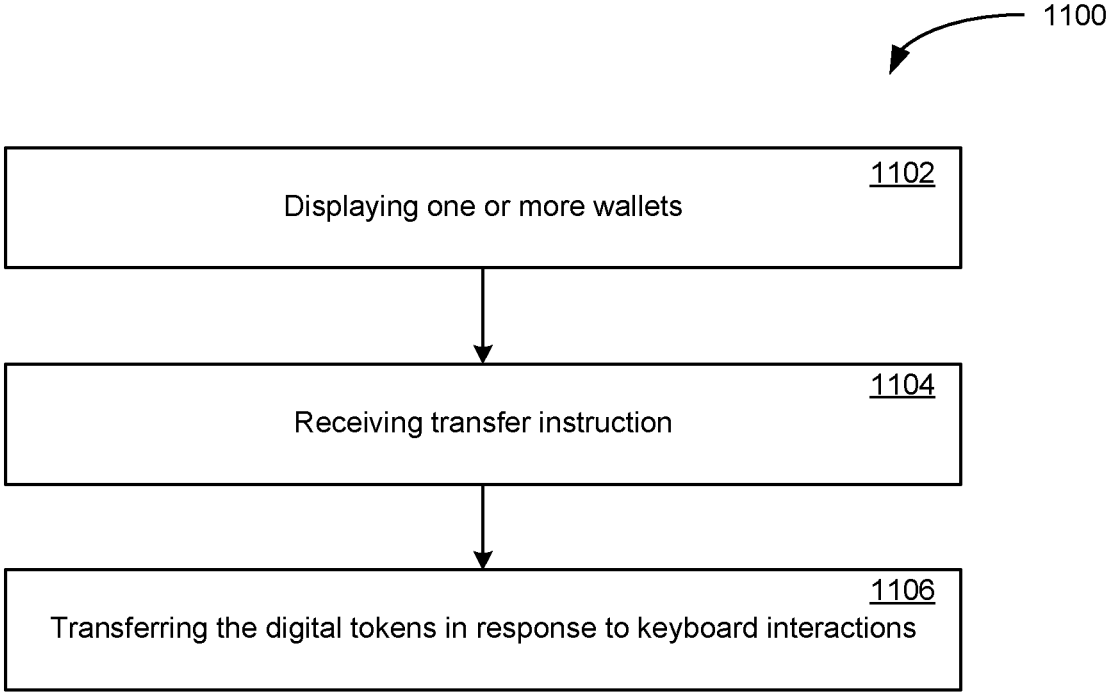 1100
1102
Displaying one or more wallets
1104
Receiving transfer instruction
1106
Transferring the digital tokens in response to keyboard interactions